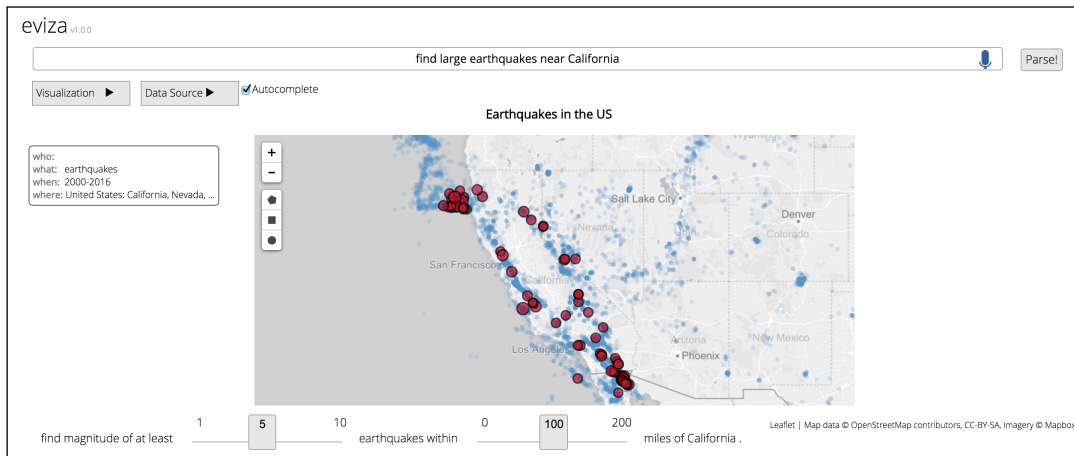 eviza v1.0.0
find large earthquakes near California
Parse!
Visualization
Data Source
Autocomplete
Earthquakes in the US
who:
what: earthquakes
when: 2000-2016
where: United States: California, Nevada, ...
+
−
Salt Lake City
Denver
Nevada
Utah
Colorado
San Francisco
California
Los Angeles
Arizona
New Mexico
Phoenix
find magnitude of at least 1 5 10 earthquakes within 0 100 200 miles of California .
Leaflet | Map data © OpenStreetMap contributors, CC-BY-SA, Imagery © Mapbox